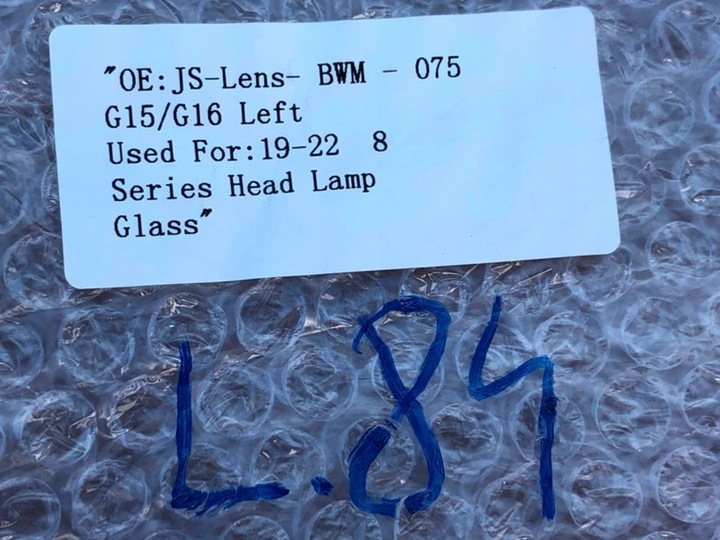 "OE:JS-Lens- BWM - 075
G15/G16 Left
Used For:19-22 8
Series Head Lamp
Glass"
L.84